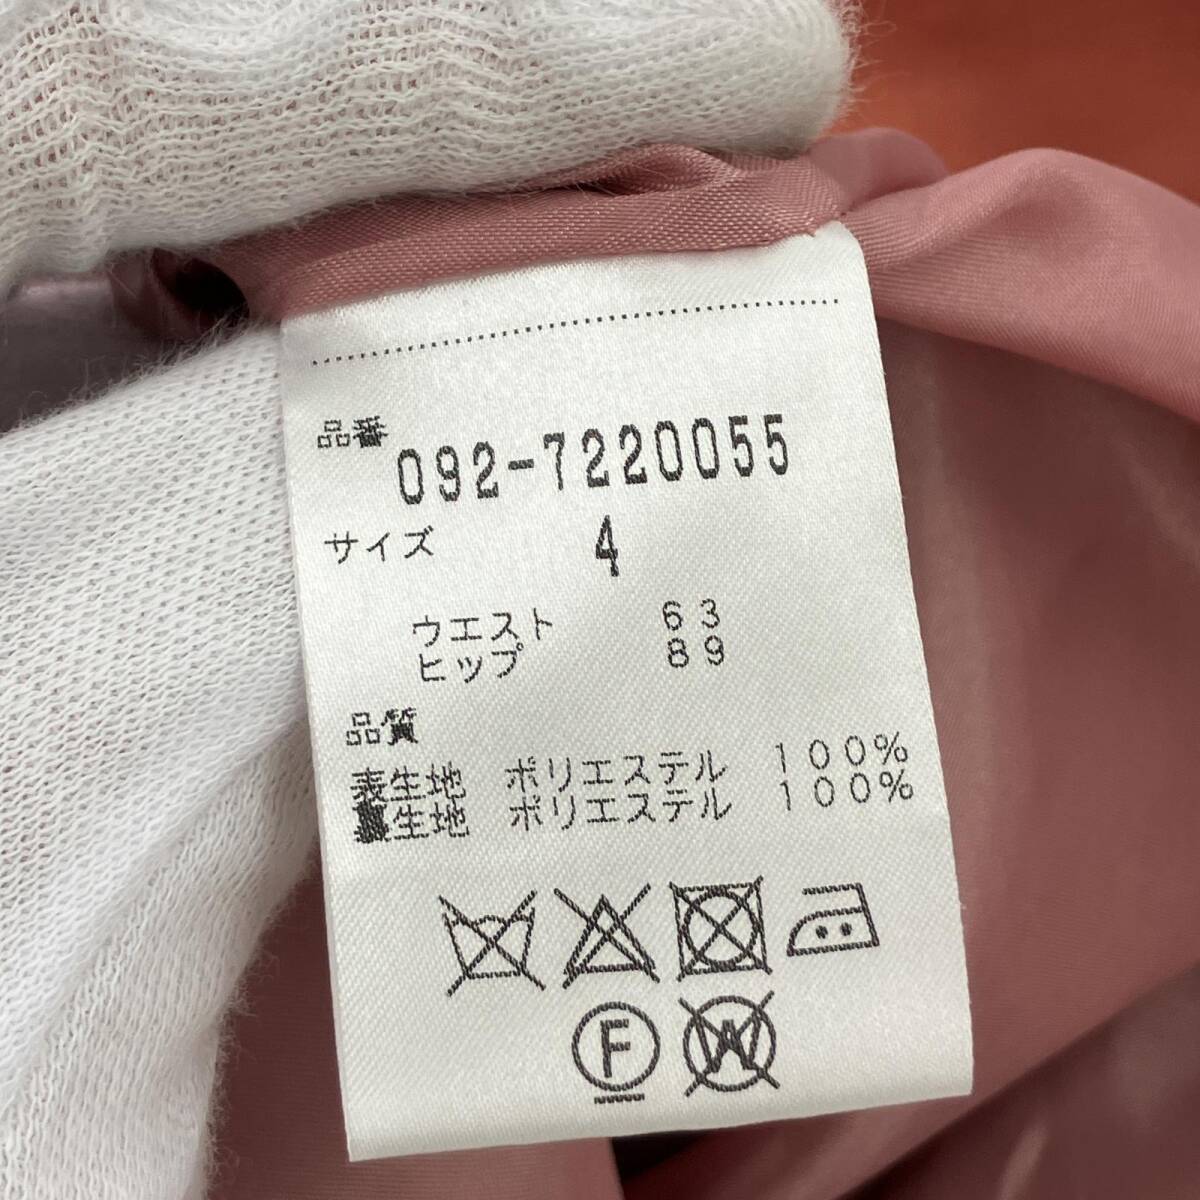 品番
092-7220055
サイズ 4
ウエスト 63
ヒップ 89
品質
表生地 ポリエステル 100%
裏生地 ポリエステル 100%
F W